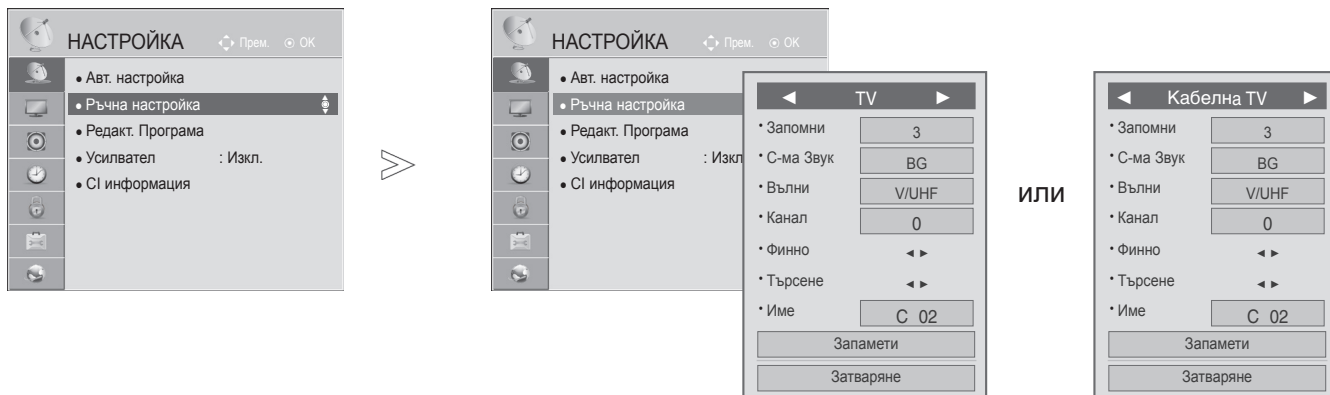 НАСТРОЙКА Прем. OK
• Авт. настройка
• Ръчна настройка
• Редакт. Програма
• Усилвател : Изкл.
• CI информация
НАСТРОЙКА Прем. OK
• Авт. настройка
• Ръчна настройка
• Редакт. Програма
• Усилвател : Изкл
• CI информация
◄ TV ►
• Запомни 3
• С-ма Звук BG
• Вълни V/UHF
• Канал 0
• Финно ◄ ►
• Търсене ◄ ►
• Име C 02
Запамети
Затваряне
или
◄ Кабелна TV ►
• Запомни 3
• С-ма Звук BG
• Вълни V/UHF
• Канал 0
• Финно ◄ ►
• Търсене ◄ ►
• Име C 02
Запамети
Затваряне